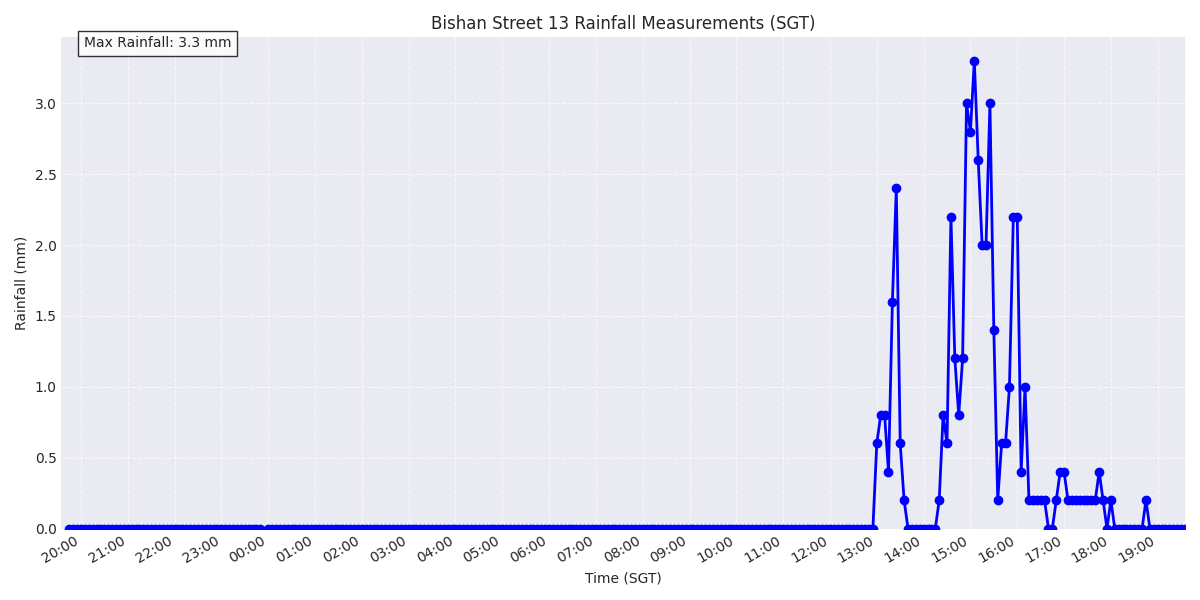 Bishan Street 13 Rainfall Measurements (SGT)
Max Rainfall: 3.3 mm
3.0
2.5
2.0
1.5
1.0
0.5
0.0
Rainfall (mm)
20:00 21:00 22:00 23:00 00:00 01:00 02:00 03:00 04:00 05:00 06:00 07:00 08:00 09:00 10:00 11:00 12:00 13:00 14:00 15:00 16:00 17:00 18:00 19:00
Time (SGT)